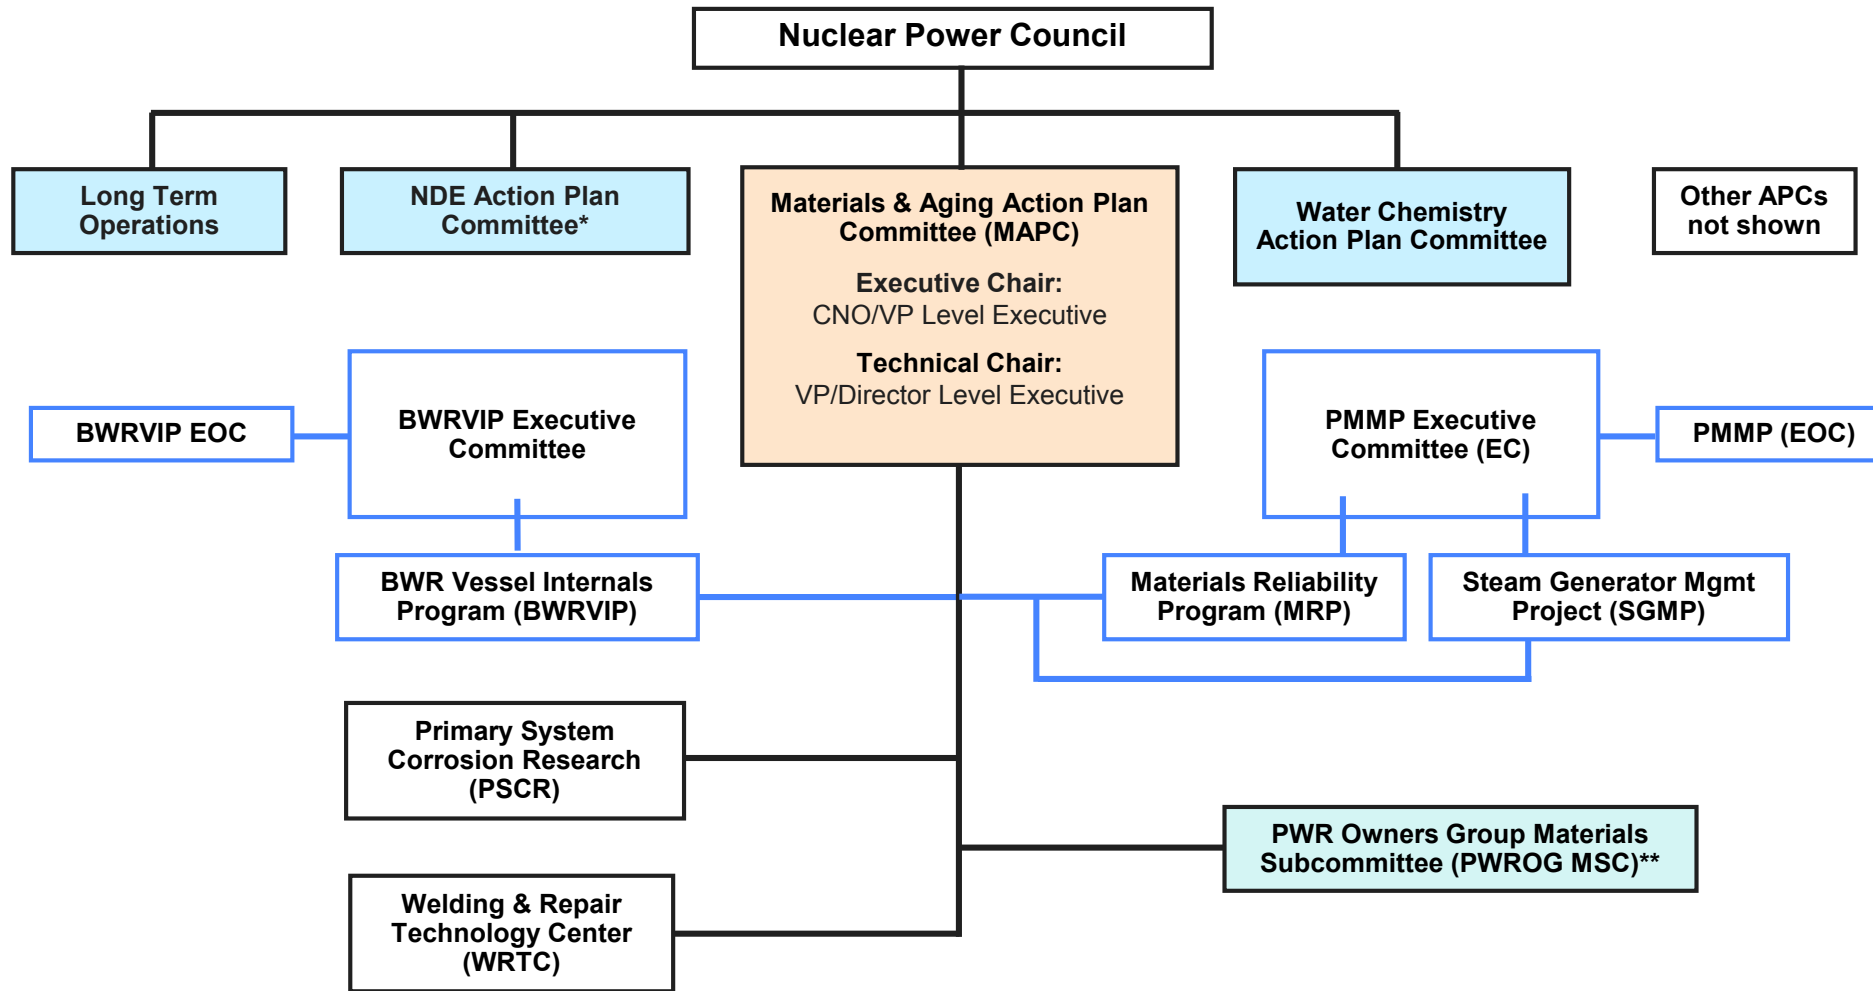 Nuclear Power Council
Long Term
Operations
NDE Action Plan
Committee*
Materials & Aging Action Plan
Committee (MAPC)
Executive Chair:
CNO/VP Level Executive
Technical Chair:
VP/Director Level Executive
Water Chemistry
Action Plan Committee
Other APCs
not shown
BWRVIP EOC
BWRVIP Executive
Committee
PMMP Executive
Committee (EC)
PMMP (EOC)
BWR Vessel Internals
Program (BWRVIP)
Materials Reliability
Program (MRP)
Steam Generator Mgmt
Project (SGMP)
Primary System
Corrosion Research
(PSCR)
PWR Owners Group Materials
Subcommittee (PWROG MSC)**
Welding & Repair
Technology Center
(WRTC)